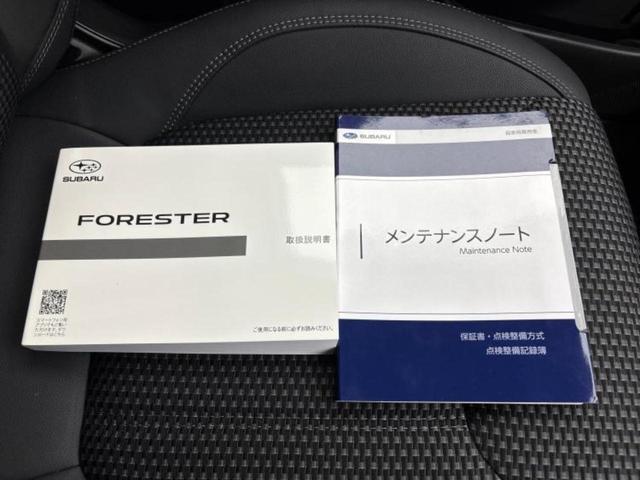 SUBARU
FORESTER
取扱説明書
ご使用になる前に必ずお読みください。
SUBARU
メンテナンスノート
Maintenance Note
保証書・点検整備方式
点検整備記録簿